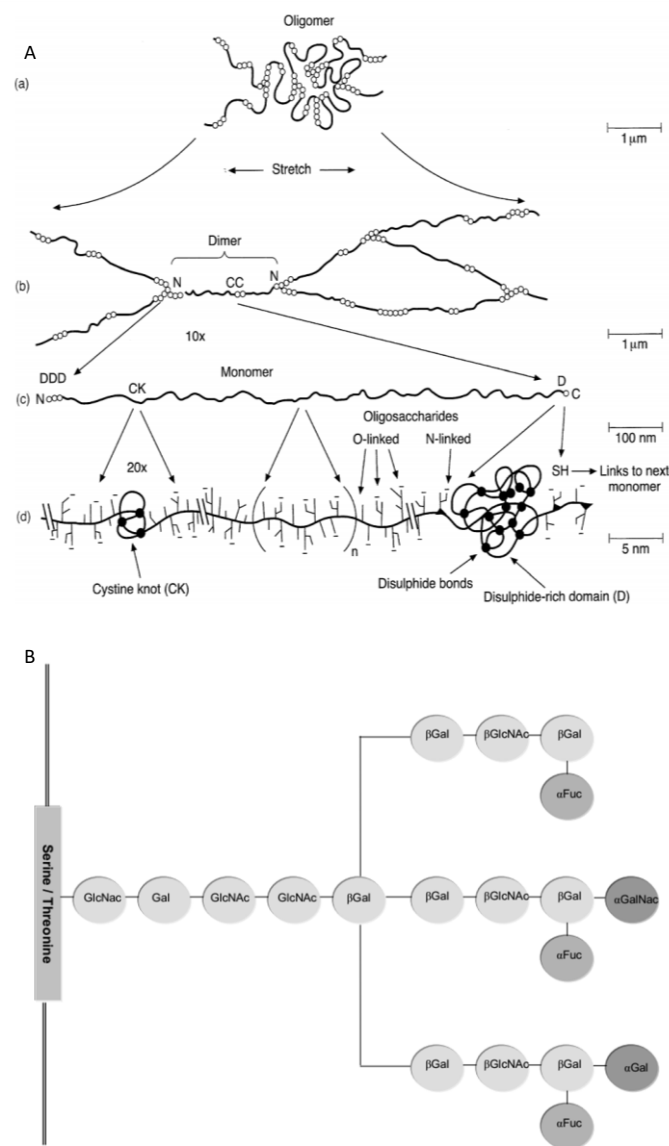 A
Oligomer
(a)
1 µm
Stretch
Dimer
N
CC
N
(b)
10x
1 µm
DDD
CK
Monomer
D
(c)
N
C
Oligosaccharides
O-linked
N-linked
100 nm
20x
SH
Links to next
monomer
(d)
n
5 nm
Cystine knot (CK)
Disulphide bonds
Disulphide-rich domain (D)
B
βGal
βGlcNAc
βGal
αFuc
Serine / Threonine
GlcNac
Gal
GlcNAc
GlcNAc
βGal
βGal
βGlcNAc
βGal
αGalNac
αFuc
βGal
βGlcNAc
βGal
αGal
αFuc